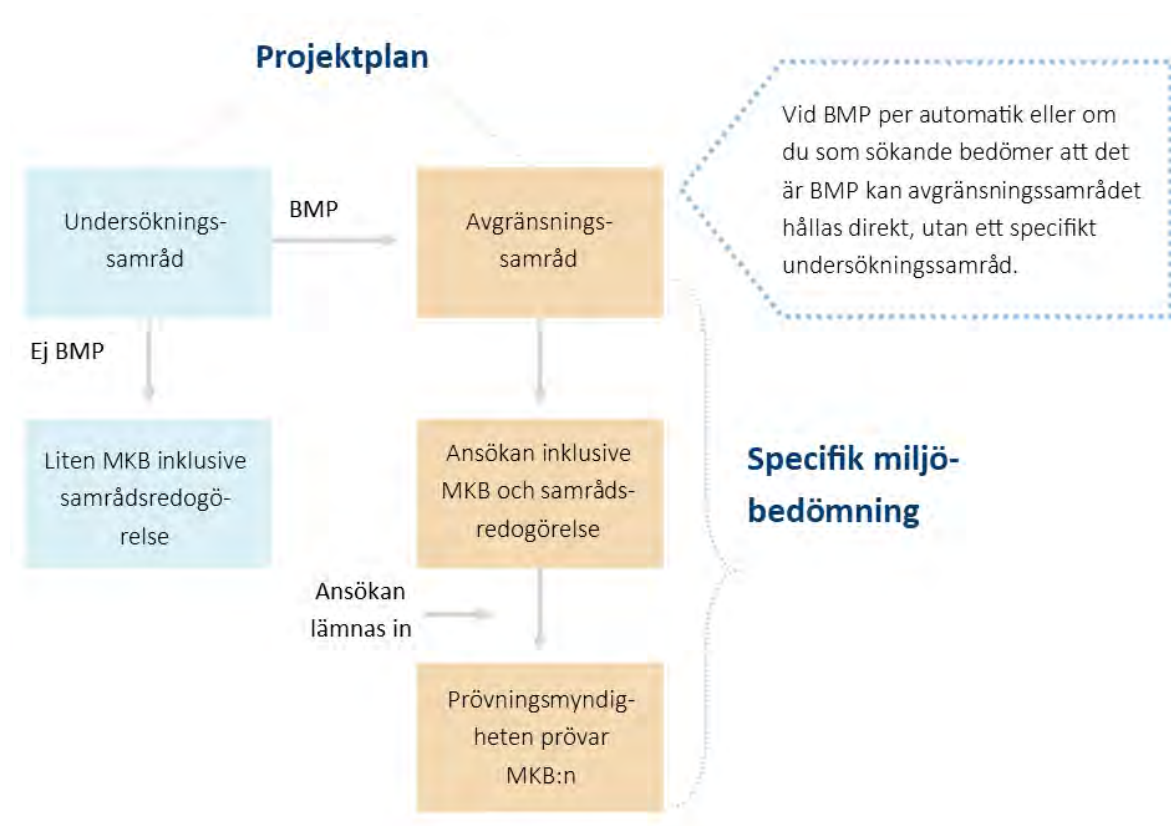 Projektplan
Vid BMP per automatik eller om
du som sökande bedömer att det
är BMP kan avgränsningssamrådet
hållas direkt, utan ett specifikt
undersökningssamråd.
Undersöknings-
samråd
BMP
Avgränsnings-
samråd
Ej BMP
Liten MKB inklusive
samrådsredogö-
relse
Ansökan inklusive
MKB och samråds-
redogörelse
Specifik miljö-
bedömning
Ansökan
lämnas in
Prövningsmyndig-
heten prövar
MKB:n